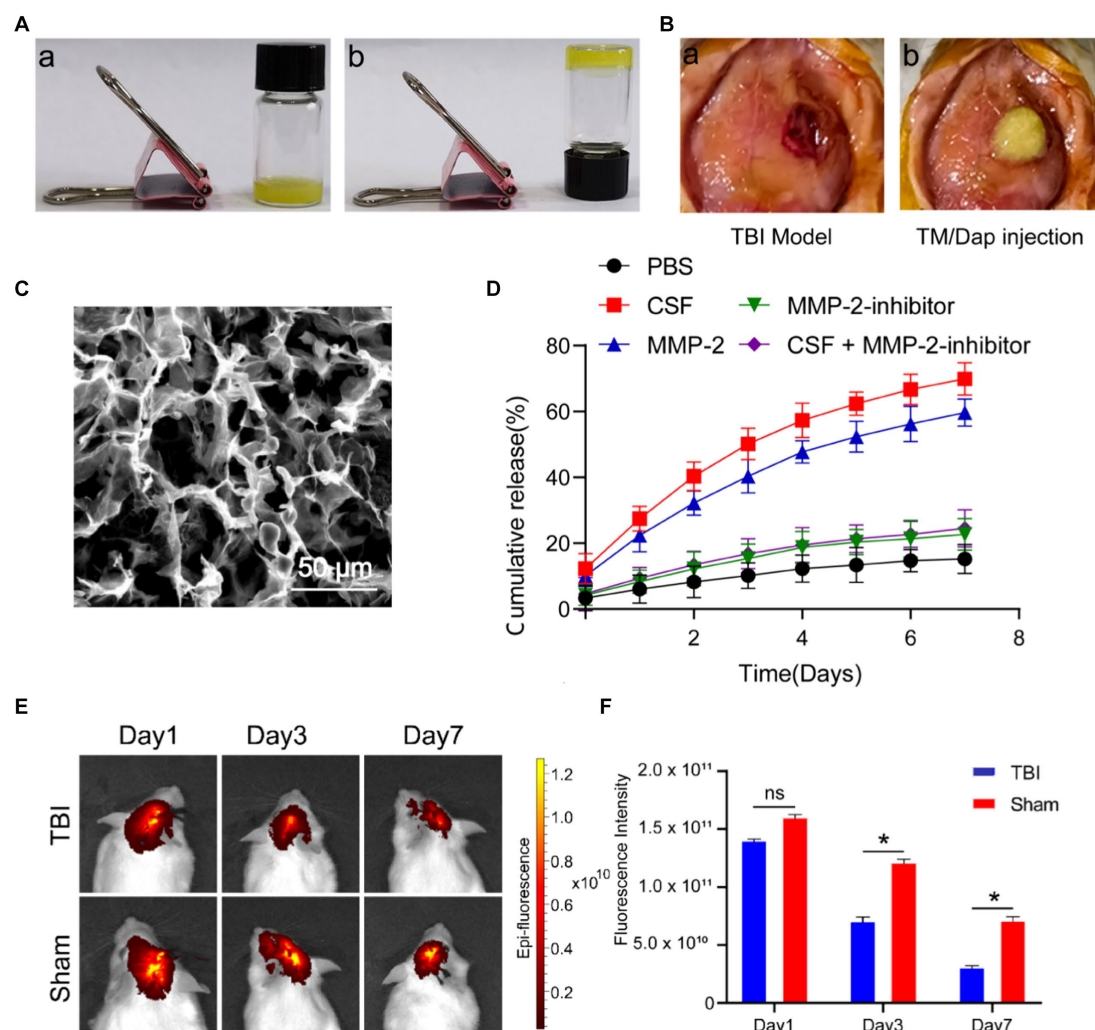 A
a
b
B
a
b
TBI Model
TM/Dap injection
C
50 μm
D
PBS
CSF
MMP-2-inhibitor
MMP-2
CSF + MMP-2-inhibitor
80
60
40
20
0
2
4
6
8
Cumulative release(%)
Time(Days)
E
Day1
Day3
Day7
TBI
Sham
1.2
1.0
0.8
0.6
0.4
0.2
x10^10
Epi-fluorescence
F
TBI
Sham
2.0 x 10^11
1.5 x 10^11
1.0 x 10^11
5.0 x 10^10
0
Fluorescence Intensity
ns
*
*
Day1
Day3
Day7